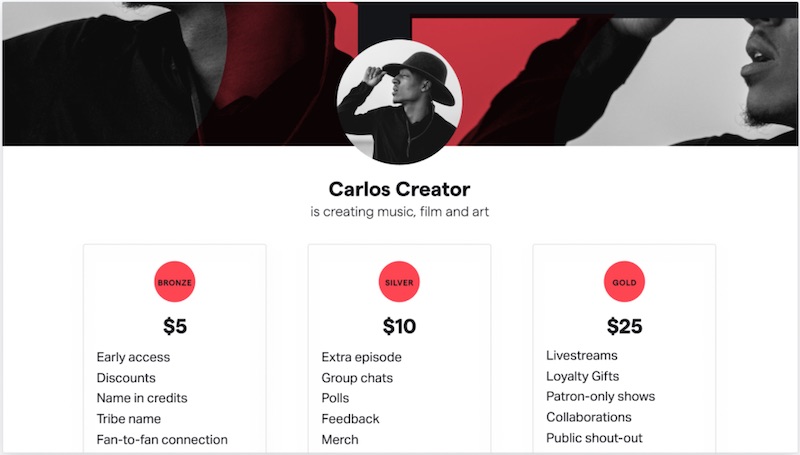 Carlos Creator
is creating music, film and art
BRONZE
$5
Early access
Discounts
Name in credits
Tribe name
Fan-to-fan connection
SILVER
$10
Extra episode
Group chats
Polls
Feedback
Merch
GOLD
$25
Livestreams
Loyalty Gifts
Patron-only shows
Collaborations
Public shout-out